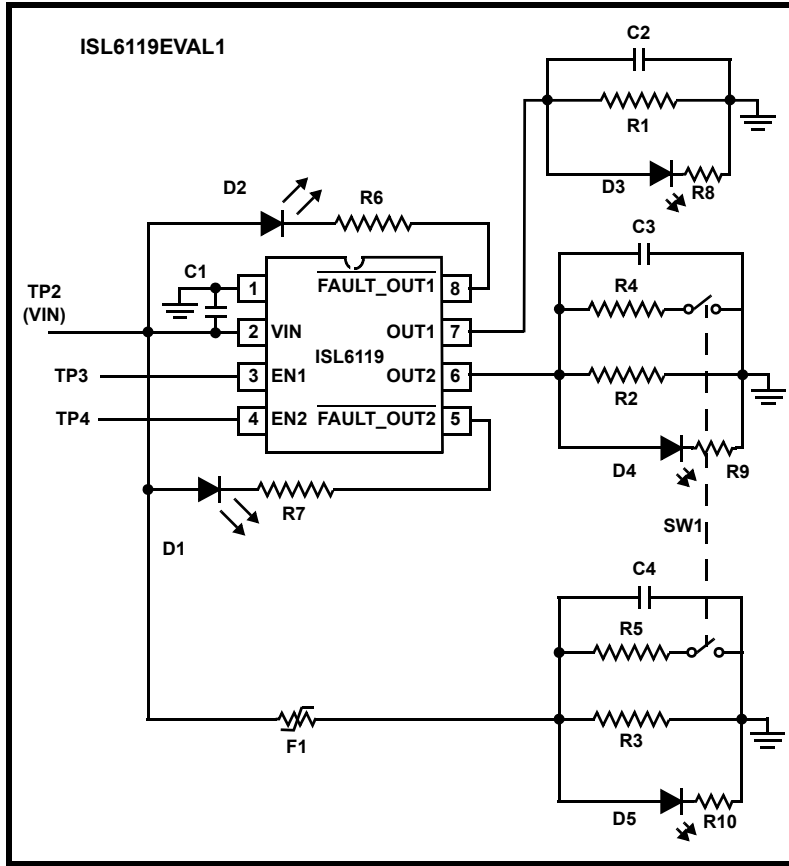 ISL6119EVAL1
C2
R1
D3
R8
D2
R6
C3
C1
1
FAULT_OUT1
8
R4
TP2
(VIN)
2
VIN
OUT1
7
ISL6119
TP3
3
EN1
OUT2
6
R2
TP4
4
EN2
FAULT_OUT2
5
D4
R9
R7
SW1
D1
C4
R5
F1
R3
D5
R10